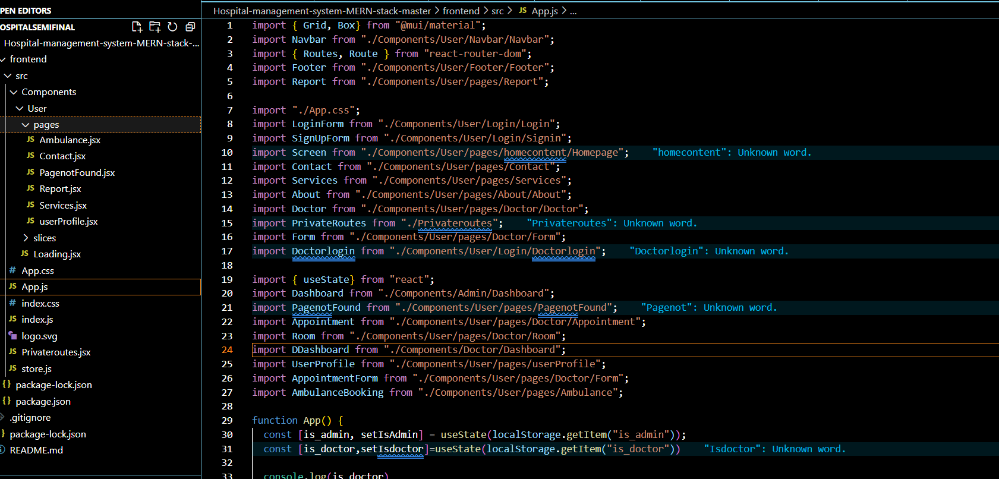 PEN EDITORS
OSPITALSEMIFINAL
Hospital-management-system-MERN-stack-...
frontend
src
Components
User
pages
JS Ambulance.jsx
JS Contact.jsx
JS PagenotFound.jsx
JS Report.jsx
JS Services.jsx
JS userProfile.jsx
slices
JS Loading.jsx
# App.css
JS App.js
# index.css
JS index.js
logo.svg
JS Privateroutes.jsx
JS store.js
{} package-lock.json
{} package.json
.gitignore
} package-lock.json
README.md
Hospital-management-system-MERN-stack-master > frontend > src > JS App.js > ...
1 import { Grid, Box} from "@mui/material";
2 import Navbar from "./Components/User/Navbar/Navbar";
3 import { Routes, Route } from "react-router-dom";
4 import Footer from "./Components/User/Footer/Footer";
5 import Report from "./Components/User/pages/Report";
6
7 import "./App.css";
8 import LoginForm from "./Components/User/Login/Login";
9 import SignUpForm from "./Components/User/Login/Signin";
10 import Screen from "./Components/User/pages/homecontent/Homepage"; "homecontent": Unknown word.
11 import Contact from "./Components/User/pages/Contact";
12 import Services from "./Components/User/pages/Services";
13 import About from "./Components/User/pages/About/About";
14 import Doctor from "./Components/User/pages/Doctor/Doctor";
15 import PrivateRoutes from "./Privateroutes"; "Privateroutes": Unknown word.
16 import Form from "./Components/User/pages/Doctor/Form";
17 import Doctorlogin from "./Components/User/Login/Doctorlogin"; "Doctorlogin": Unknown word.
18
19 import { useState} from "react";
20 import Dashboard from "./Components/Admin/Dashboard";
21 import PagenotFound from "./Components/User/pages/PagenotFound"; "Pagenot": Unknown word.
22 import Appointment from "./Components/User/pages/Doctor/Appointment";
23 import Room from "./Components/User/pages/Doctor/Room";
24 import DDashboard from "./Components/Doctor/Dashboard";
25 import UserProfile from "./Components/User/pages/userProfile";
26 import AppointmentForm from "./Components/User/pages/Doctor/Form";
27 import AmbulanceBooking from "./Components/User/pages/Ambulance";
28
29 function App() {
30 const [is_admin, setIsAdmin] = useState(localStorage.getItem("is_admin"));
31 const [is_doctor,setIsdoctor]=useState(localStorage.getItem("is_doctor")) "Isdoctor": Unknown word.
32
33 console.log(is_doctor)